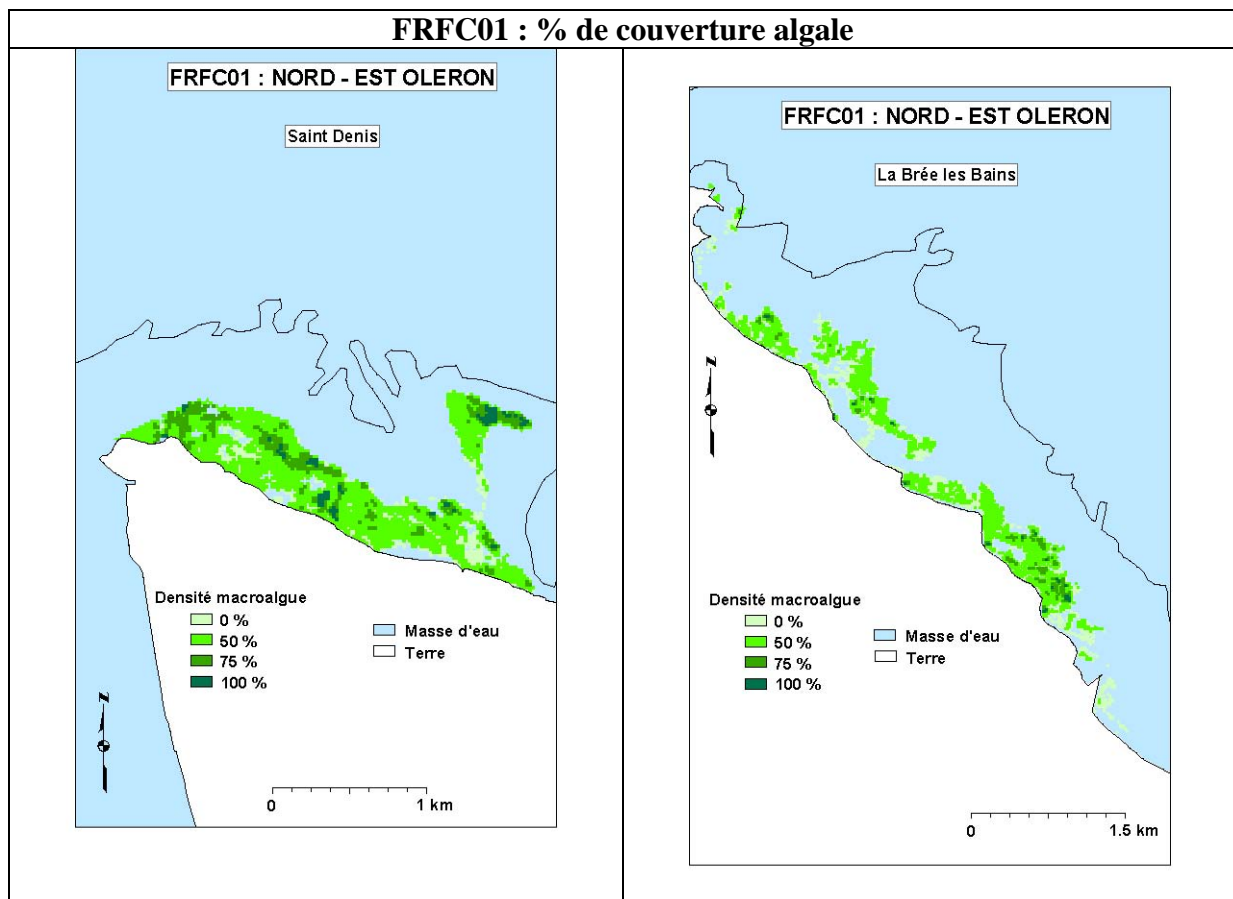 FRFC01 : % de couverture algale
FRFC01 : NORD - EST OLERON
Saint Denis
Densité macroalgue
0 %
50 %
75 %
100 %
Masse d'eau
Terre
N
0
1 km
FRFC01 : NORD - EST OLERON
La Brée les Bains
N
Densité macroalgue
0 %
50 %
75 %
100 %
Masse d'eau
Terre
0
1.5 km